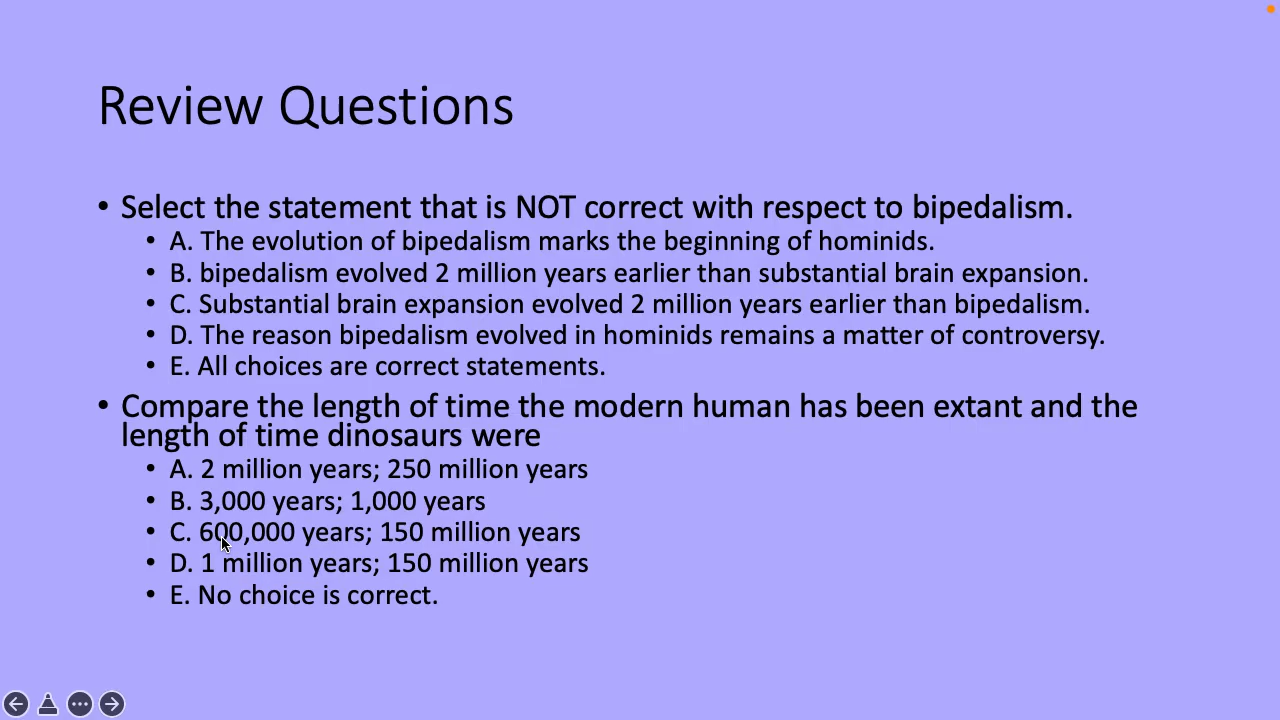 Review Questions
• Select the statement that is NOT correct with respect to bipedalism.
• A. The evolution of bipedalism marks the beginning of hominids.
• B. bipedalism evolved 2 million years earlier than substantial brain expansion.
• C. Substantial brain expansion evolved 2 million years earlier than bipedalism.
• D. The reason bipedalism evolved in hominids remains a matter of controversy.
• E. All choices are correct statements.
• Compare the length of time the modern human has been extant and the
length of time dinosaurs were
• A. 2 million years; 250 million years
• B. 3,000 years; 1,000 years
• C. 600,000 years; 150 million years
• D. 1 million years; 150 million years
• E. No choice is correct.